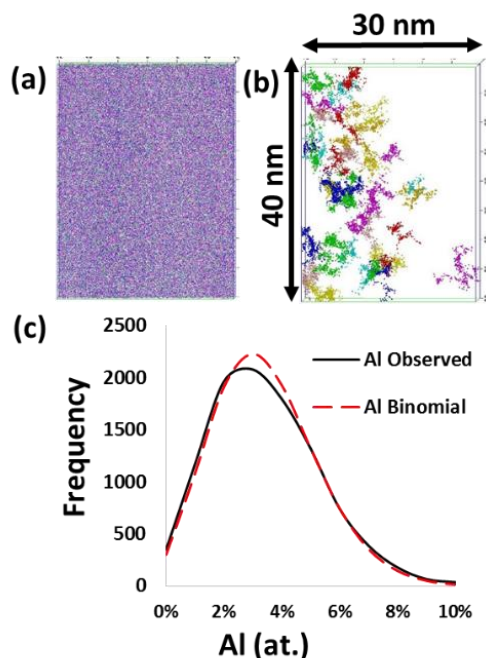 30 nm
(a)
(b)
40 nm
(c)
2500
2000
1500
1000
500
0
Frequency
Al Observed
Al Binomial
0% 2% 4% 6% 8% 10%
Al (at.)